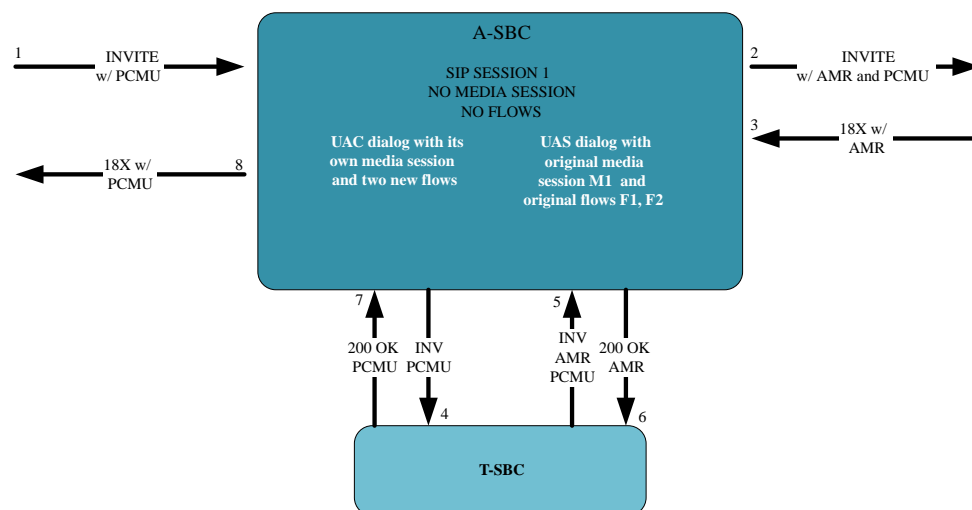 A-SBC
1
INVITE
w/ PCMU
SIP SESSION 1
NO MEDIA SESSION
NO FLOWS
2
INVITE
w/ AMR and PCMU
3
18X w/
AMR
UAC dialog with its
own media session
and two new flows
UAS dialog with
original media
session M1 and
original flows F1, F2
18X w/
PCMU
8
7
200 OK
PCMU
INV
PCMU
4
5
INV
AMR
PCMU
200 OK
AMR
6
T-SBC